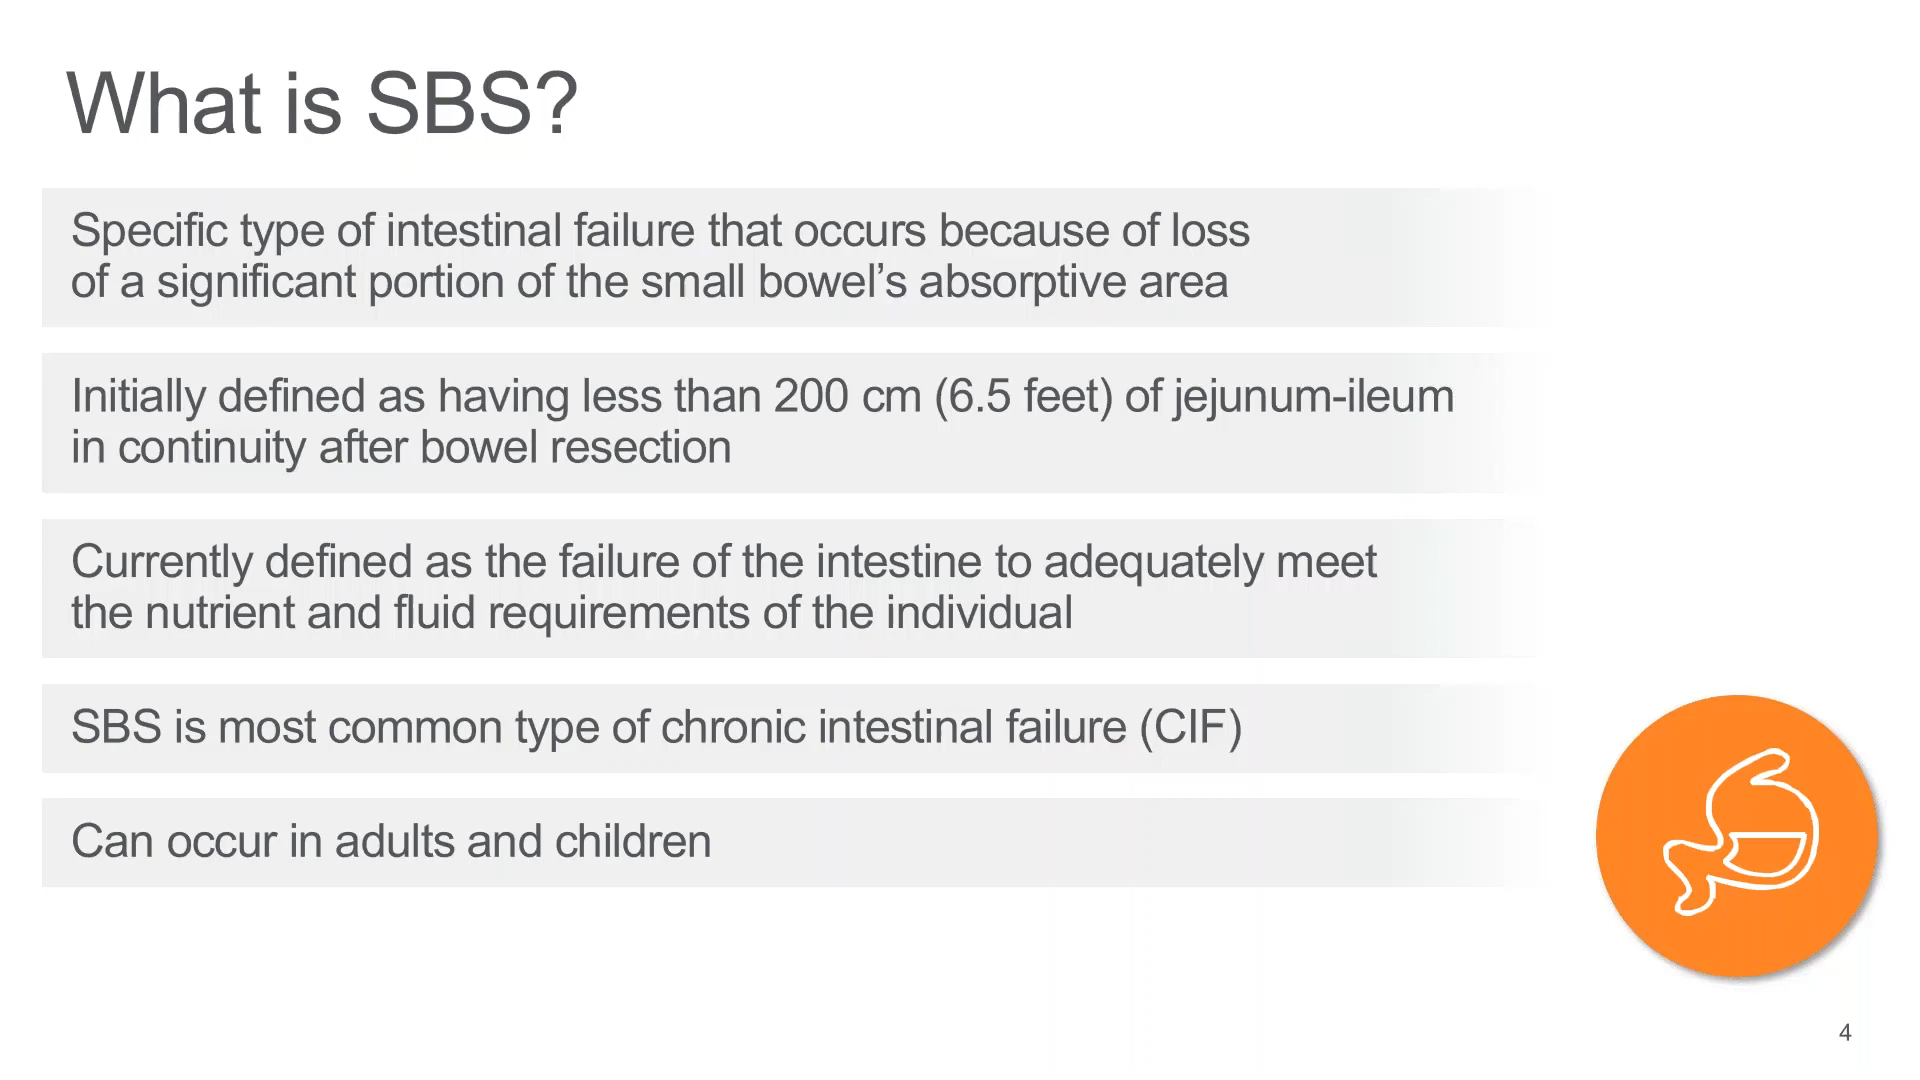 What is SBS?
Specific type of intestinal failure that occurs because of loss
of a significant portion of the small bowel’s absorptive area
Initially defined as having less than 200 cm (6.5 feet) of jejunum-ileum
in continuity after bowel resection
Currently defined as the failure of the intestine to adequately meet
the nutrient and fluid requirements of the individual
SBS is most common type of chronic intestinal failure (CIF)
Can occur in adults and children
4